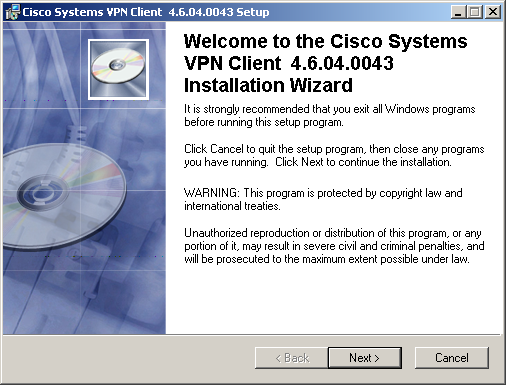 Cisco Systems VPN Client 4.6.04.0043 Setup
Welcome to the Cisco Systems
VPN Client 4.6.04.0043
Installation Wizard
It is strongly recommended that you exit all Windows programs
before running this setup program.
Click Cancel to quit the setup program, then close any programs
you have running. Click Next to continue the installation.
WARNING: This program is protected by copyright law and
international treaties.
Unauthorized reproduction or distribution of this program, or any
portion of it, may result in severe civil and criminal penalties, and
will be prosecuted to the maximum extent possible under law.
< Back
Next >
Cancel